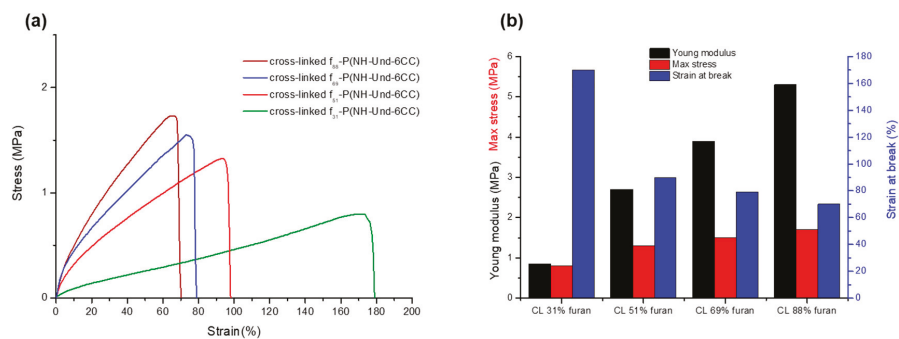 (a)
Stress (MPa)
2
1
0
0 20 40 60 80 100 120 140 160 180 200
Strain(%)
cross-linked f88-P(NH-Und-6CC)
cross-linked f69-P(NH-Und-6CC)
cross-linked f51-P(NH-Und-6CC)
cross-linked f31-P(NH-Und-6CC)
(b)
Young modulus (MPa) Max stress (MPa)
6
5
4
3
2
1
0
Young modulus
Max stress
Strain at break
180
160
140
120
100
80
60
40
20
0
Strain at break (%)
CL 31% furan CL 51% furan CL 69% furan CL 88% furan